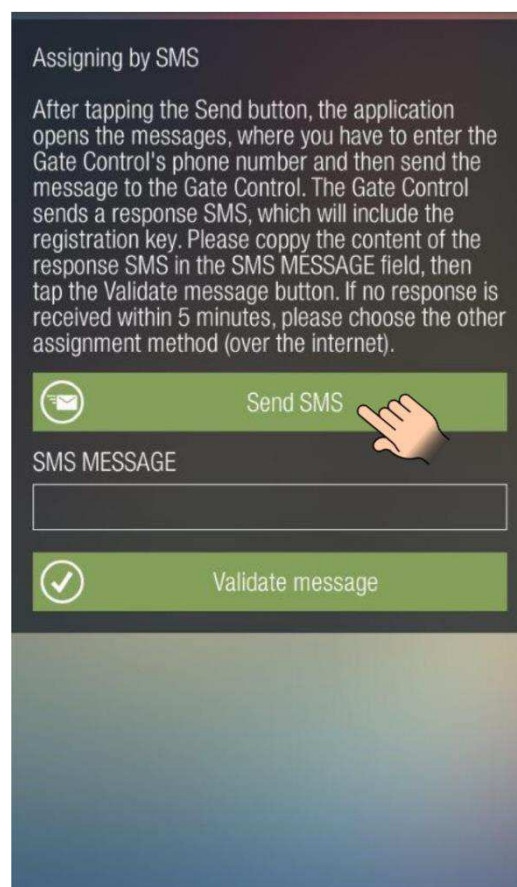 Assigning by SMS
After tapping the Send button, the application
opens the messages, where you have to enter the
Gate Control's phone number and then send the
message to the Gate Control. The Gate Control
sends a response SMS, which will include the
registration key. Please coppy the content of the
response SMS in the SMS MESSAGE field, then
tap the Validate message button. If no response is
received within 5 minutes, please choose the other
assignment method (over the internet).
Send SMS
SMS MESSAGE
Validate message